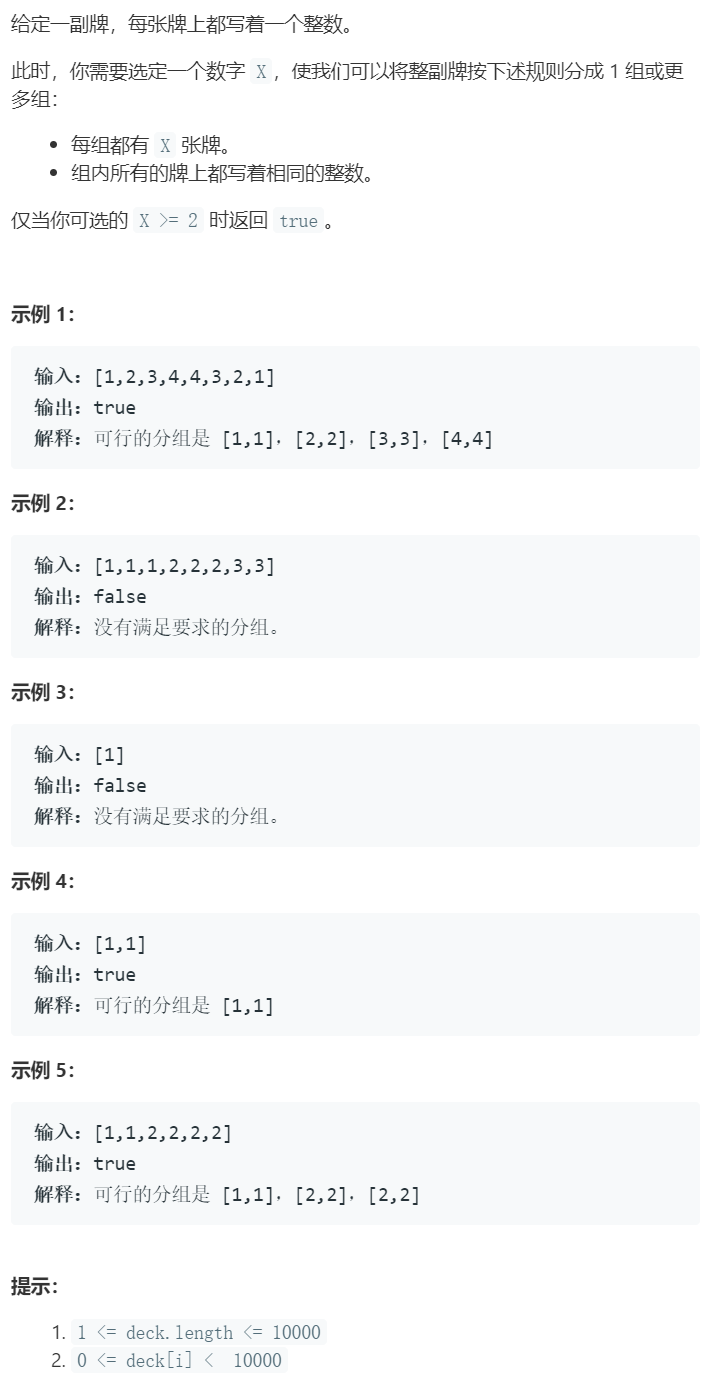 给定一副牌，每张牌上都写着一个整数。
此时，你需要选定一个数字 X，使我们可以将整副牌按下述规则分成 1 组或更
多组：
• 每组都有 X 张牌。
• 组内所有的牌上都写着相同的整数。
仅当你可选的 X >= 2 时返回 true。
示例 1：
输入：[1,2,3,4,4,3,2,1]
输出：true
解释：可行的分组是 [1,1]，[2,2]，[3,3]，[4,4]
示例 2：
输入：[1,1,1,2,2,2,3,3]
输出：false
解释：没有满足要求的分组。
示例 3：
输入：[1]
输出：false
解释：没有满足要求的分组。
示例 4：
输入：[1,1]
输出：true
解释：可行的分组是 [1,1]
示例 5：
输入：[1,1,2,2,2,2]
输出：true
解释：可行的分组是 [1,1]，[2,2]，[2,2]
提示：
1. 1 <= deck.length <= 10000
2. 0 <= deck[i] < 10000